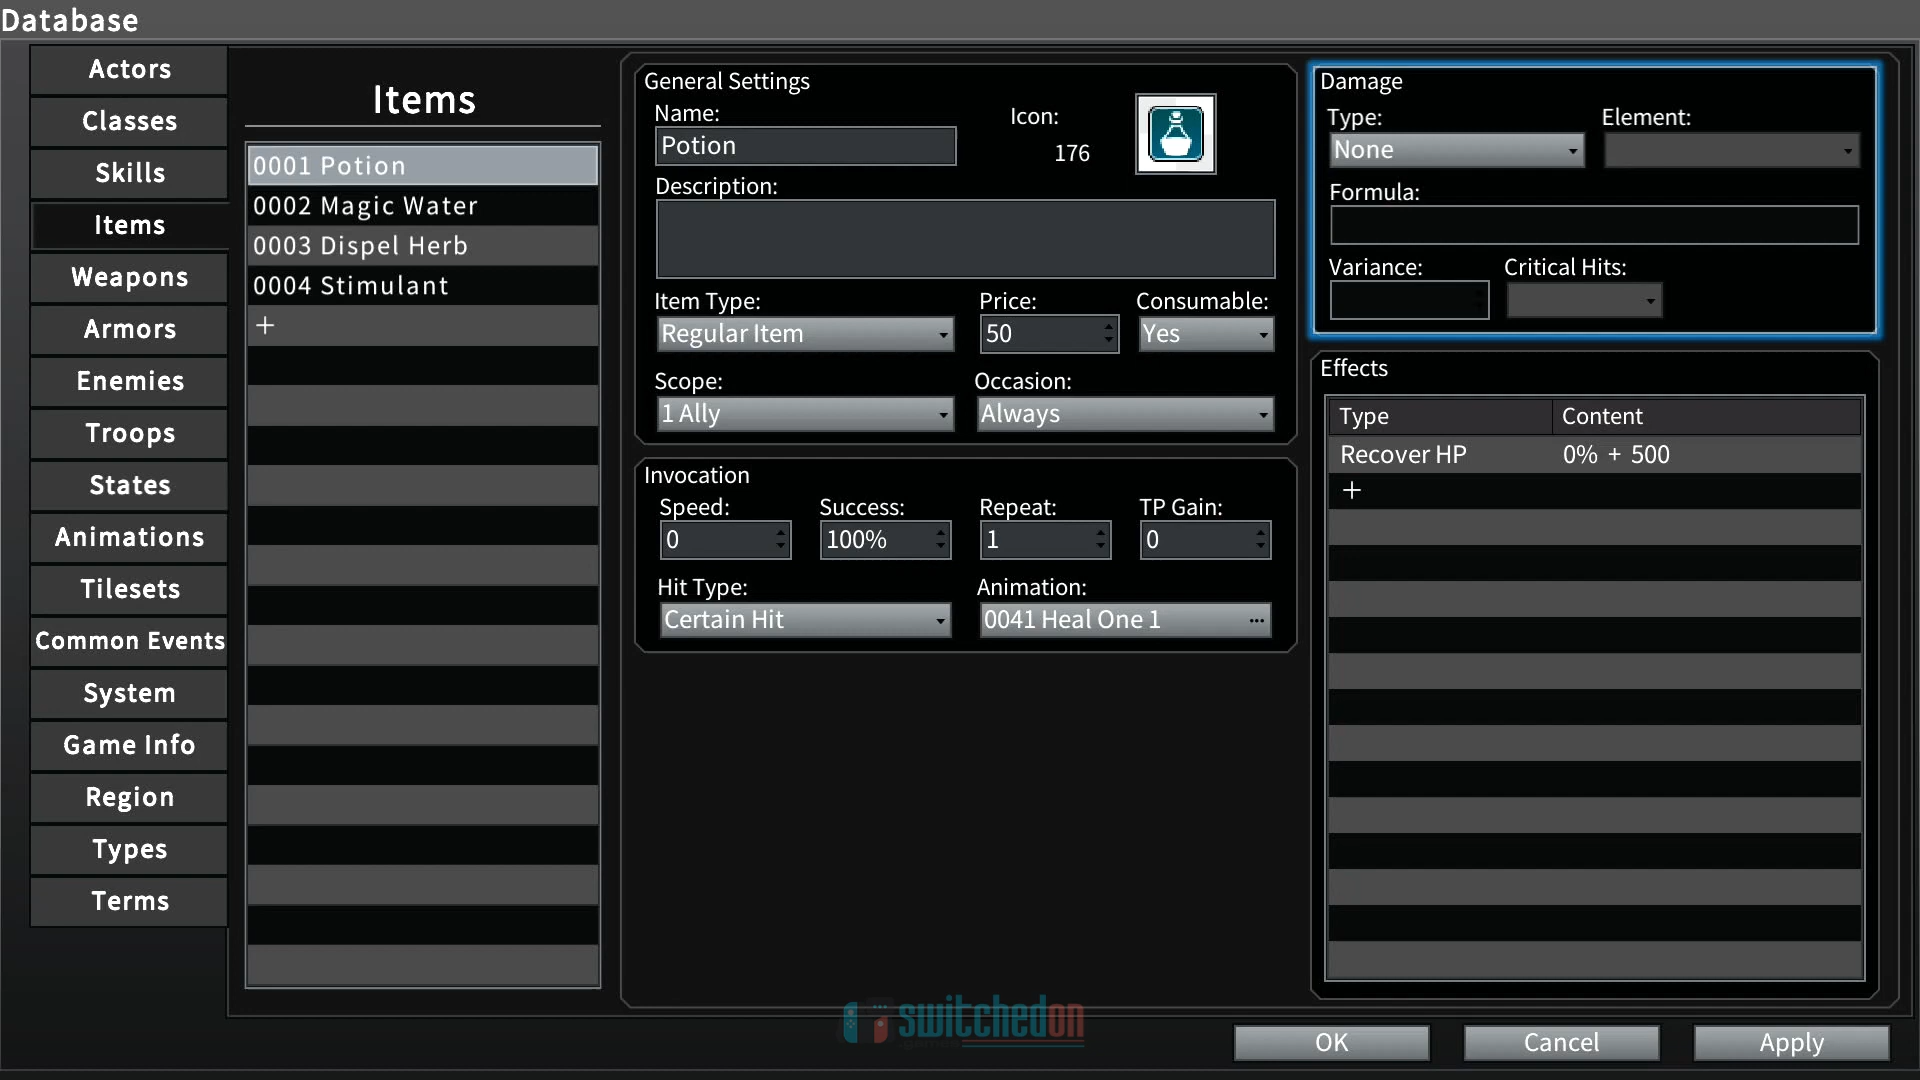 Database
Actors
Classes
Skills
Items
Weapons
Armors
Enemies
Troops
States
Animations
Tilesets
Common Events
System
Game Info
Region
Types
Terms
Items
0001 Potion
0002 Magic Water
0003 Dispel Herb
0004 Stimulant
+
General Settings
Name:
Potion
Icon:
176
Description:
Item Type:
Regular Item
Price:
50
Consumable:
Yes
Scope:
1 Ally
Occasion:
Always
Invocation
Speed:
0
Success:
100%
Repeat:
1
TP Gain:
0
Hit Type:
Certain Hit
Animation:
0041 Heal One 1
...
Damage
Type:
None
Element:
Formula:
Variance:
Critical Hits:
Effects
Type Content
Recover HP 0% + 500
+
switchedon
OK
Cancel
Apply